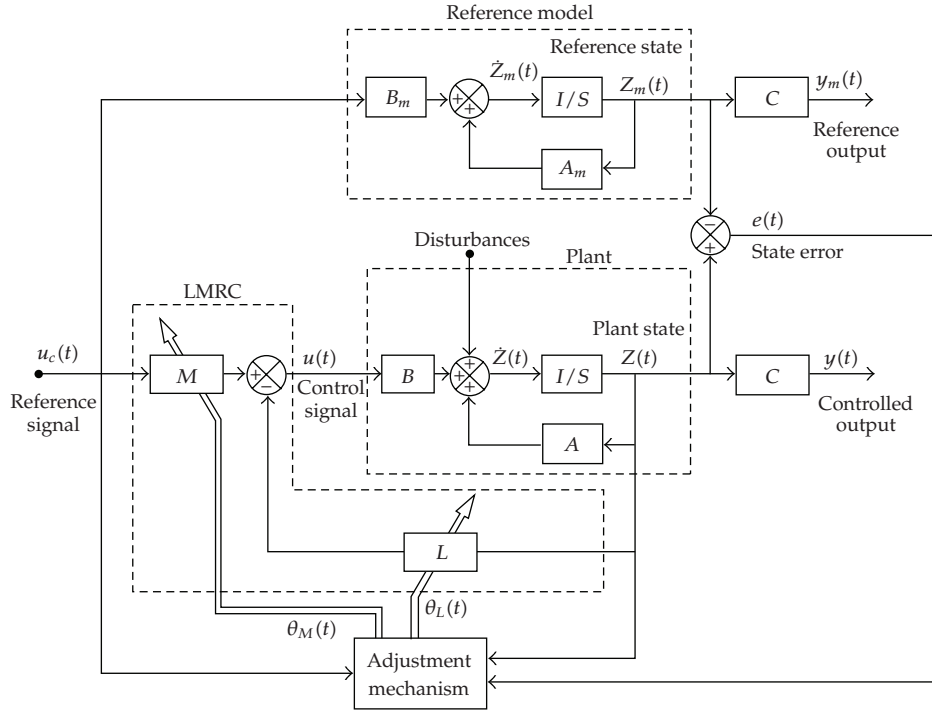 Reference model
Reference state
Ż_m(t)
Z_m(t)
y_m(t)
B_m
+
+
I/S
C
Reference
output
A_m
−
+
e(t)
State error
Disturbances
Plant
LMRC
Plant state
u_c(t)
u(t)
Ż(t)
Z(t)
y(t)
M
−
B
+
+
+
I/S
C
Reference
signal
Control
signal
Controlled
output
A
L
θ_L(t)
θ_M(t)
Adjustment
mechanism